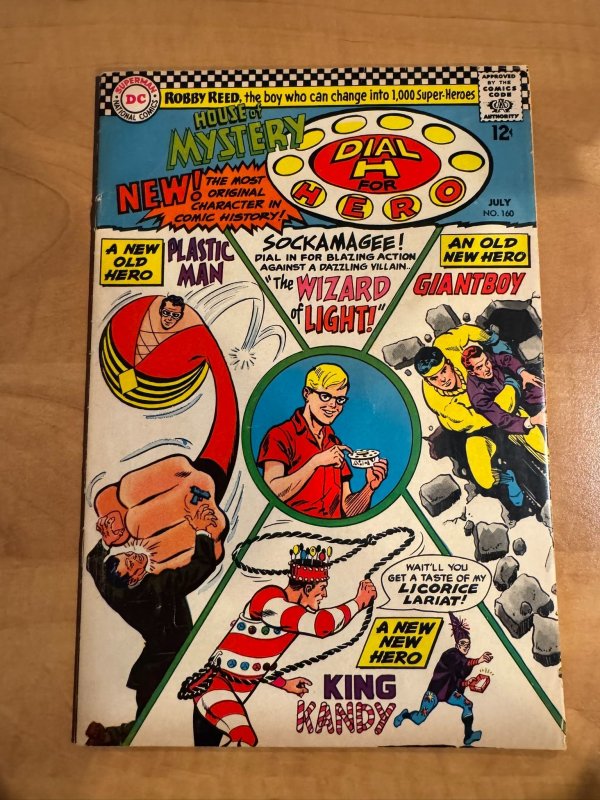 SUPERMAN
DC
NATIONAL COMICS
ROBBY REED, the boy who can change into 1,000 Super-Heroes
APPROVED
BY THE
COMICS
CODE
AUTHORITY
HOUSE of
MYSTERY
12¢
DIAL
H
FOR
HERO
NEW! THE MOST
ORIGINAL
CHARACTER IN
COMIC HISTORY!
JULY
NO. 160
A NEW
OLD
HERO
PLASTIC
MAN
SOCKAMAGEE!
DIAL IN FOR BLAZING ACTION
AGAINST A DAZZLING VILLAIN...
"The WIZARD
of LIGHT!"
AN OLD
NEW HERO
GIANTBOY
WAIT'LL YOU
GET A TASTE OF MY
LICORICE
LARIAT!
A NEW
NEW
HERO
KING
KANDY